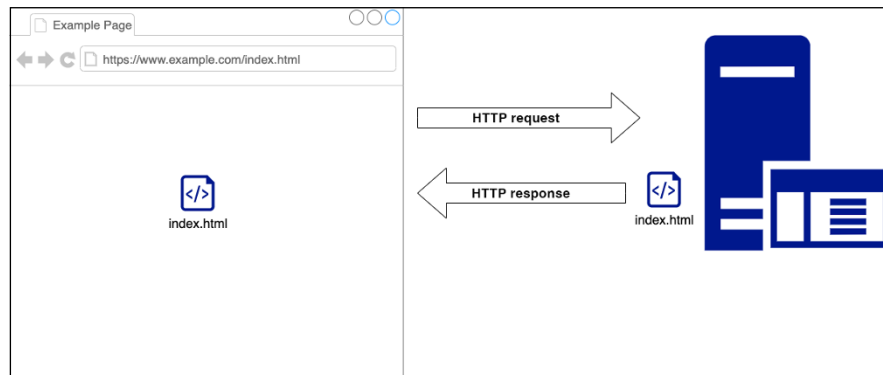 Example Page
https://www.example.com/index.html
HTTP request
HTTP response
</>
index.html
</>
index.html